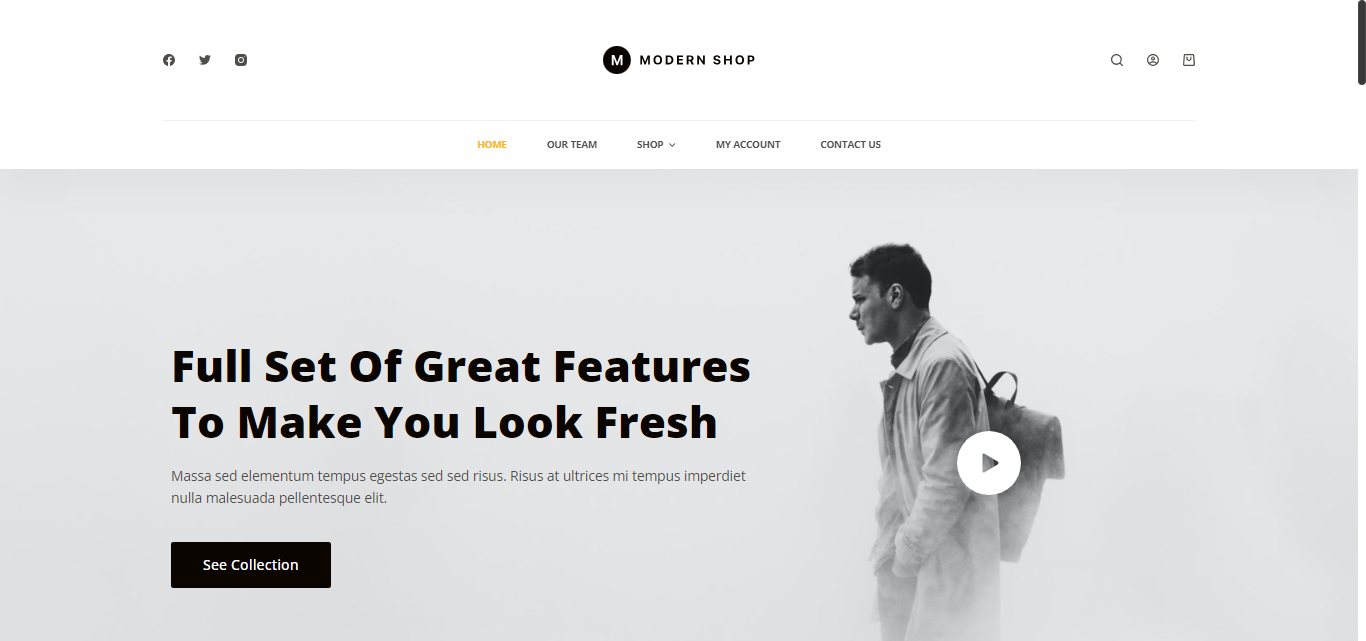 M MODERN SHOP
HOME OUR TEAM SHOP MY ACCOUNT CONTACT US
Full Set Of Great Features
To Make You Look Fresh
Massa sed elementum tempus egestas sed sed risus. Risus at ultrices mi tempus imperdiet
nulla malesuada pellentesque elit.
See Collection